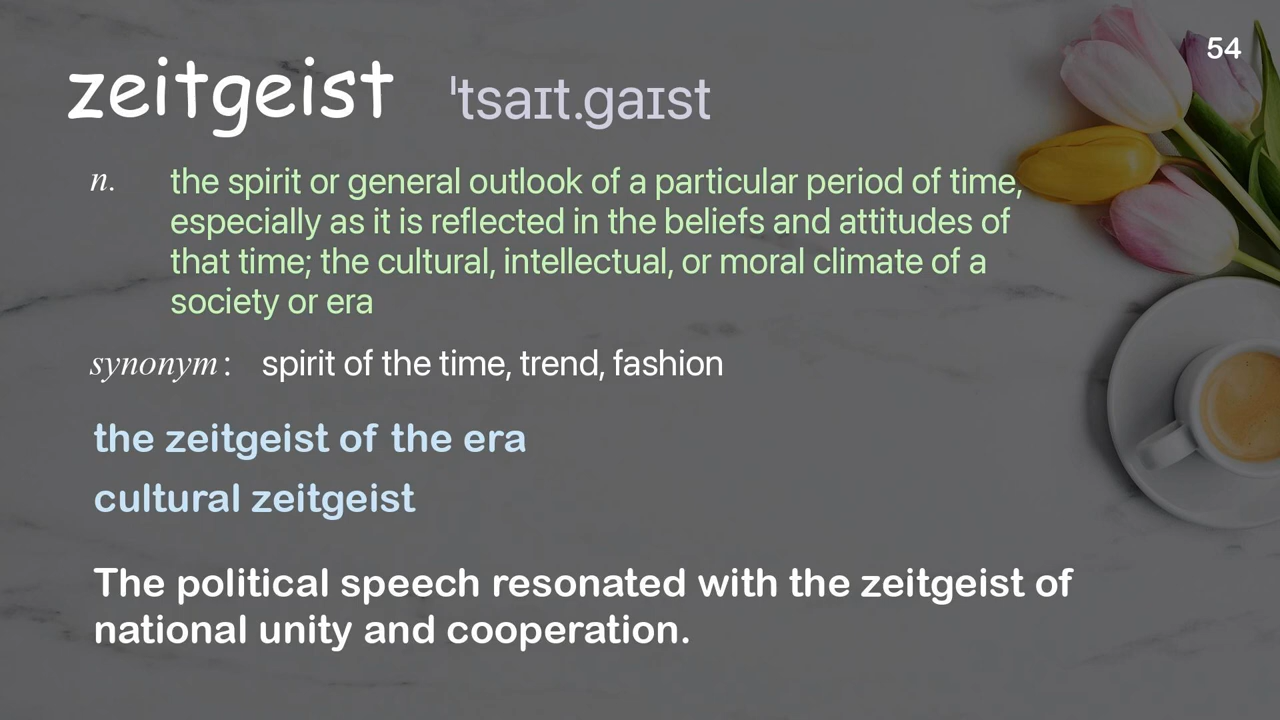 54
zeitgeist ˈtsaɪt.gaɪst
n. the spirit or general outlook of a particular period of time,
especially as it is reflected in the beliefs and attitudes of
that time; the cultural, intellectual, or moral climate of a
society or era
synonym: spirit of the time, trend, fashion
the zeitgeist of the era
cultural zeitgeist
The political speech resonated with the zeitgeist of
national unity and cooperation.